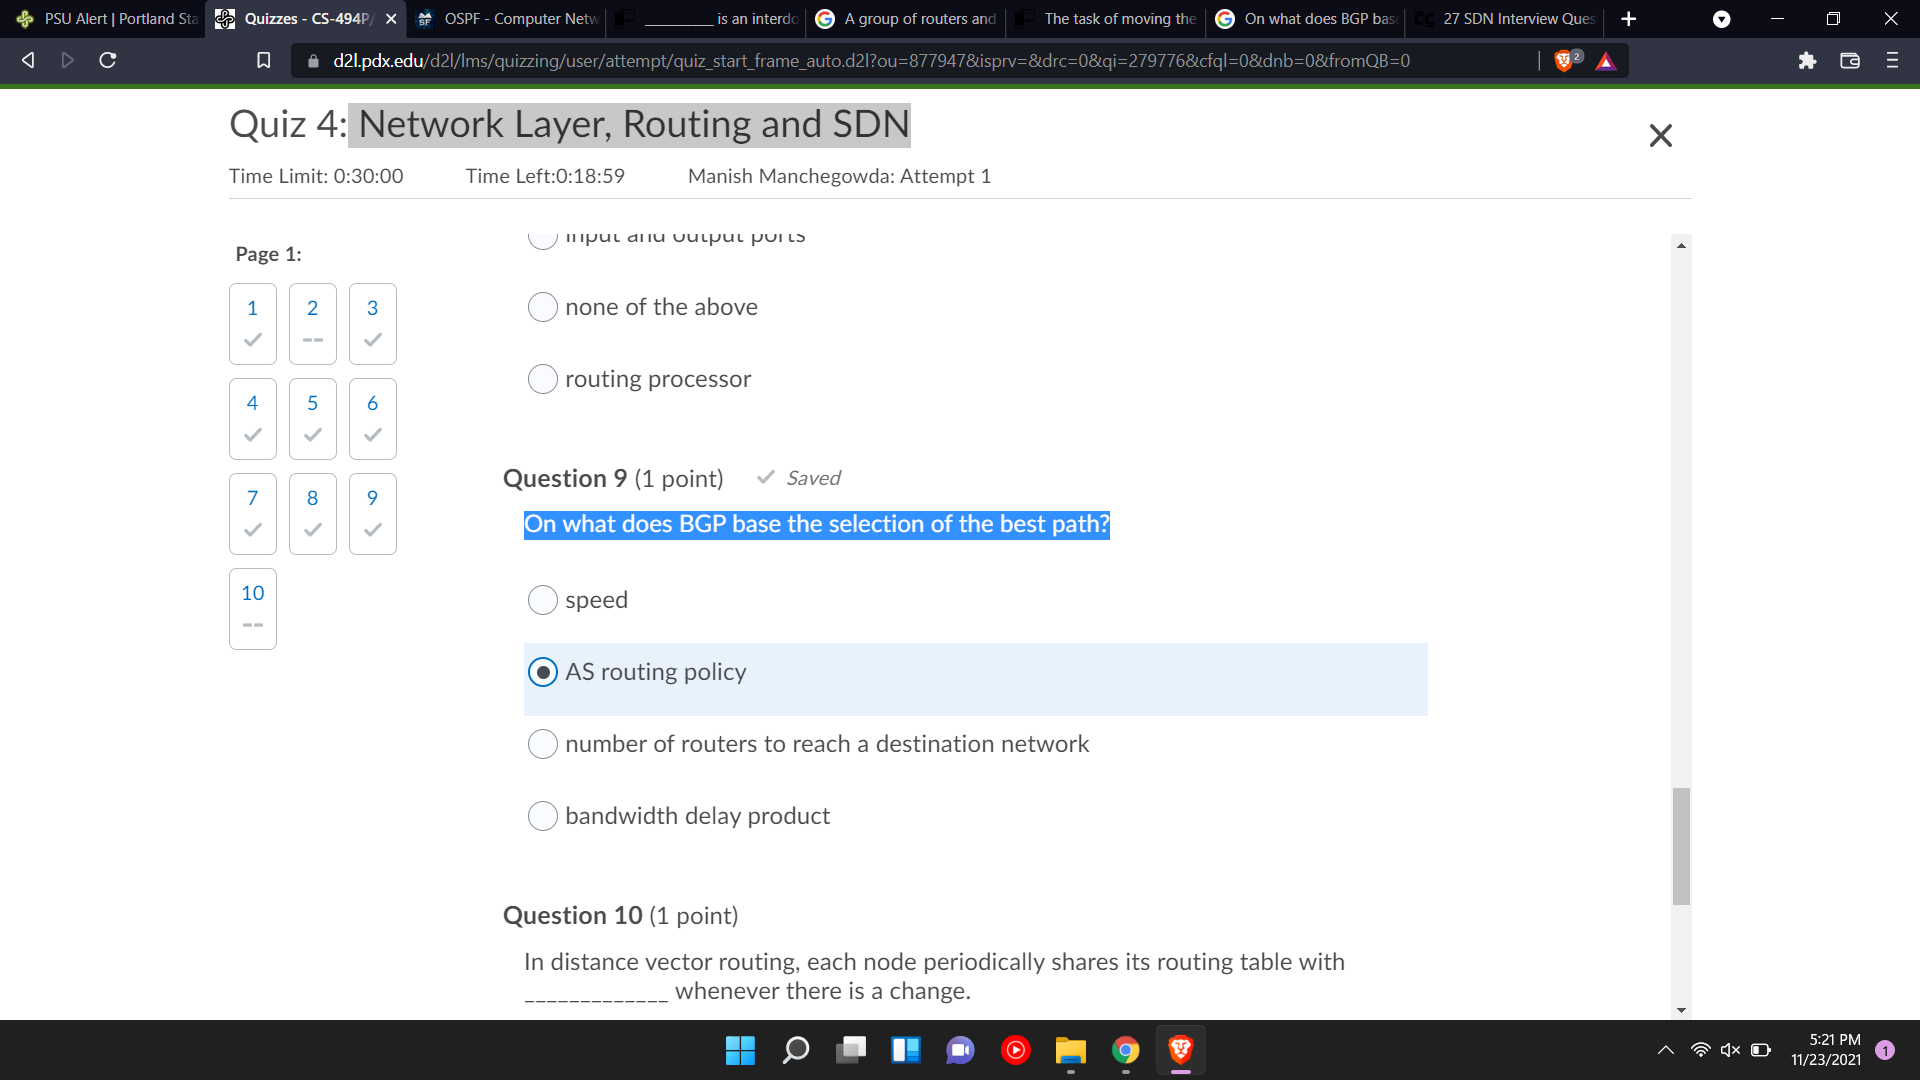 PSU Alert | Portland Sta
Quizzes - CS-494P/
OSPF - Computer Netw
_________ is an interdo
A group of routers and
The task of moving the
On what does BGP bas
27 SDN Interview Ques
d2l.pdx.edu/d2l/lms/quizzing/user/attempt/quiz_start_frame_auto.d2l?ou=877947&isprv=&drc=0&qi=279776&cfql=0&dnb=0&fromQB=0
2
Quiz 4: Network Layer, Routing and SDN
Time Limit: 0:30:00 Time Left:0:18:59 Manish Manchegowda: Attempt 1
Page 1:
1 2 3
--
4 5 6
7 8 9
10
--
input and output ports
none of the above
routing processor
Question 9 (1 point) Saved
On what does BGP base the selection of the best path?
speed
AS routing policy
number of routers to reach a destination network
bandwidth delay product
Question 10 (1 point)
In distance vector routing, each node periodically shares its routing table with
_____________ whenever there is a change.
5:21 PM
11/23/2021
1